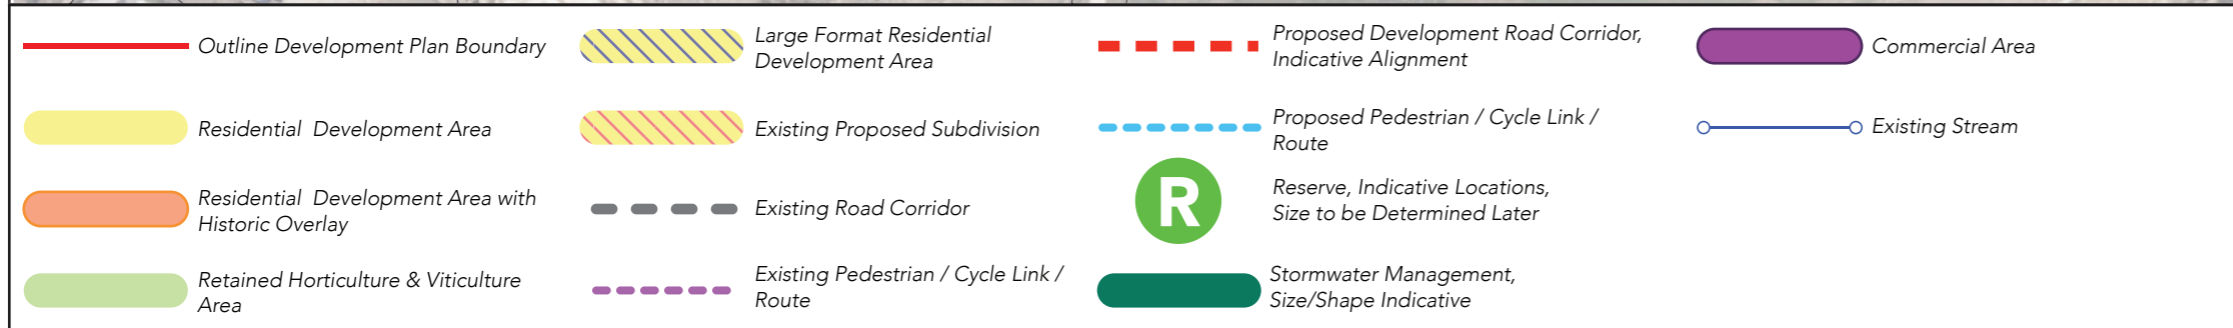 Outline Development Plan Boundary
Residential Development Area
Residential Development Area with
Historic Overlay
Retained Horticulture & Viticulture
Area
Large Format Residential
Development Area
Existing Proposed Subdivision
Existing Road Corridor
Existing Pedestrian / Cycle Link /
Route
Proposed Development Road Corridor,
Indicative Alignment
Proposed Pedestrian / Cycle Link /
Route
R
Reserve, Indicative Locations,
Size to be Determined Later
Stormwater Management,
Size/Shape Indicative
Commercial Area
Existing Stream